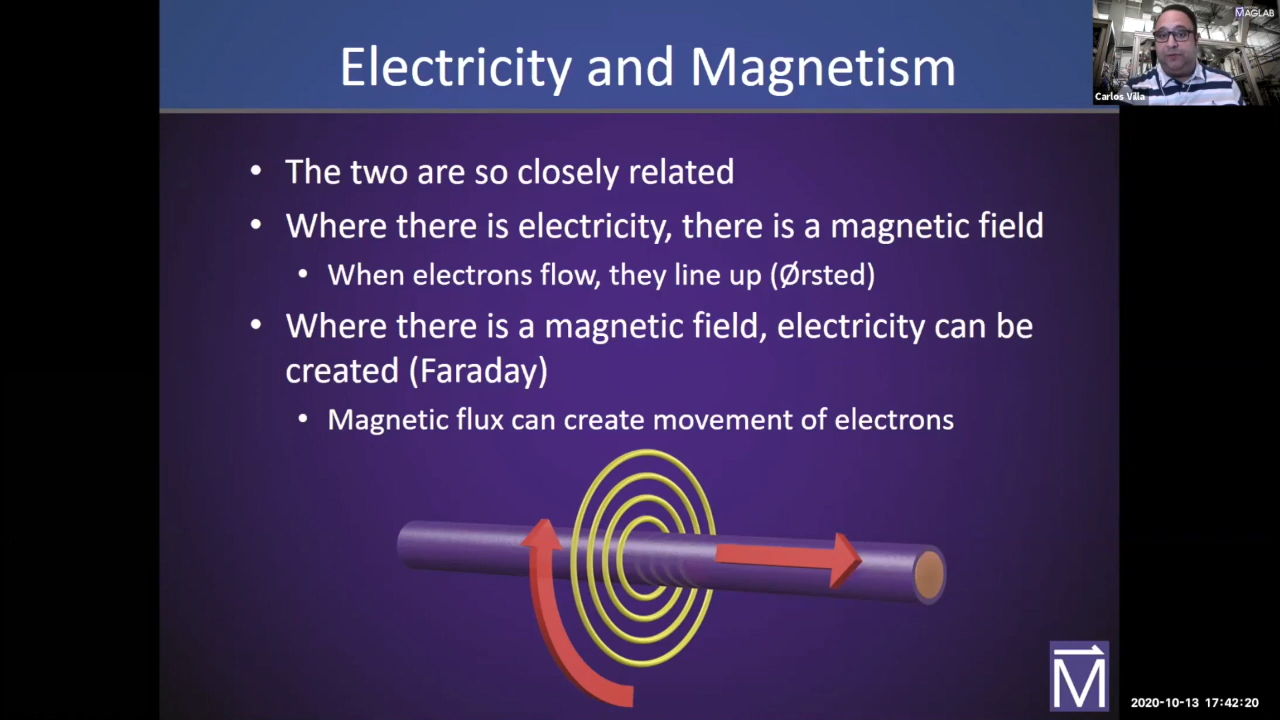 Electricity and Magnetism
MAGLAB
Carlos Villa
• The two are so closely related
• Where there is electricity, there is a magnetic field
• When electrons flow, they line up (Ørsted)
• Where there is a magnetic field, electricity can be
created (Faraday)
• Magnetic flux can create movement of electrons
M
2020-10-13 17:42:20